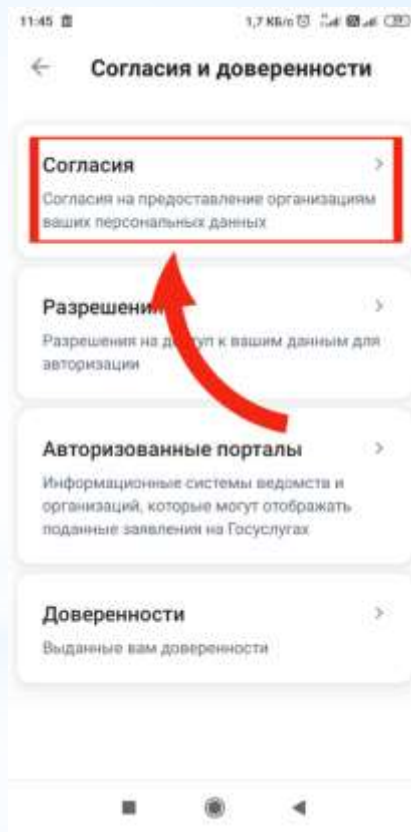 11:45
1,7 КБ/с
Согласия и доверенности
Согласия
Согласия на предоставление организациям
ваших персональных данных
Разрешения
Разрешения на доступ к вашим данным для
авторизации
Авторизованные порталы
Информационные системы ведомств и
организаций, которые могут отображать
поданные заявления на Госуслугах
Доверенности
Выданные вам доверенности